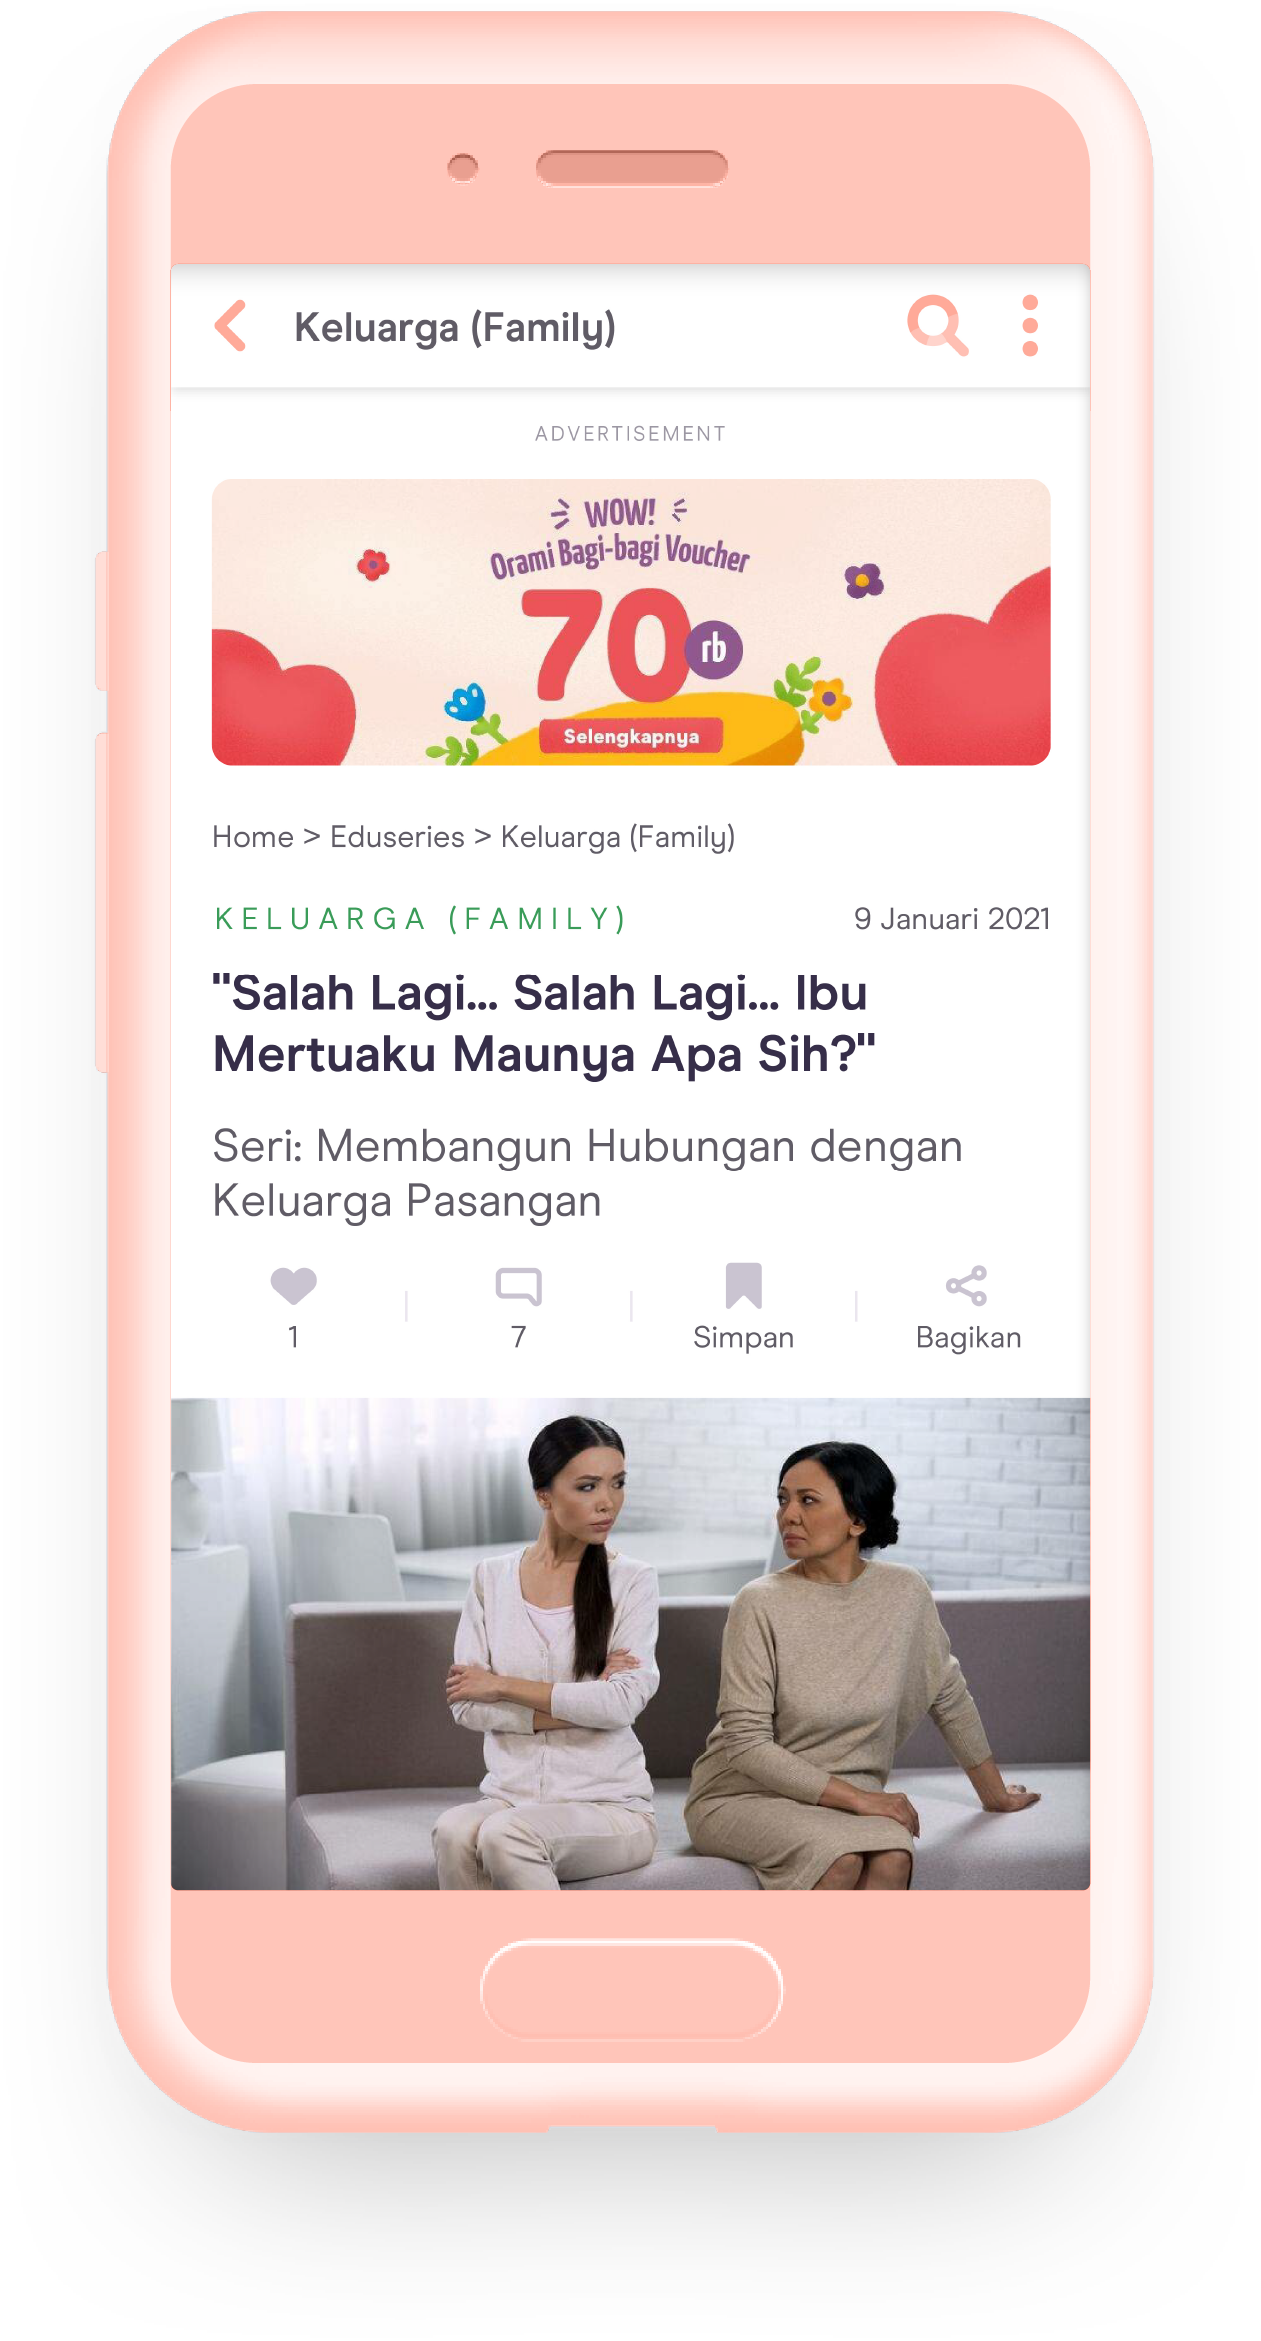 Keluarga (Family)
ADVERTISEMENT
WOW!
Orami Bagi-bagi Voucher
70 rb
Selengkapnya
Home > Eduseries > Keluarga (Family)
KELUARGA (FAMILY) 9 Januari 2021
"Salah Lagi... Salah Lagi... Ibu
Mertuaku Maunya Apa Sih?"
Seri: Membangun Hubungan dengan
Keluarga Pasangan
1 7 Simpan Bagikan